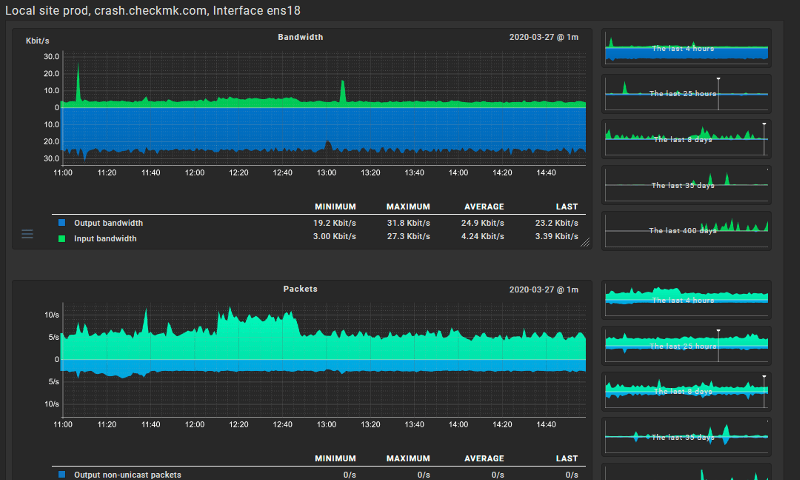 Local site prod, crash.checkmk.com, Interface ens18
Kbit/s
Bandwidth
2020-03-27 @ 1m
30.0
20.0
10.0
0
10.0
20.0
30.0
11:00 11:20 11:40 12:00 12:20 12:40 13:00 13:20 13:40 14:00 14:20 14:40
MINIMUM MAXIMUM AVERAGE LAST
Output bandwidth 19.2 Kbit/s 31.8 Kbit/s 24.9 Kbit/s 23.2 Kbit/s
Input bandwidth 3.00 Kbit/s 27.3 Kbit/s 4.24 Kbit/s 3.39 Kbit/s
The last 4 hours
The last 25 hours
The last 8 days
The last 35 days
The last 400 days
Packets
2020-03-27 @ 1m
10/s
5/s
0
5/s
10/s
11:00 11:20 11:40 12:00 12:20 12:40 13:00 13:20 13:40 14:00 14:20 14:40
MINIMUM MAXIMUM AVERAGE LAST
Output non-unicast packets 0/s 0/s 0/s 0/s
The last 4 hours
The last 25 hours
The last 8 days
The last 35 days